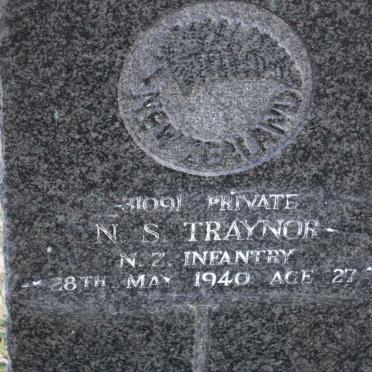 NEW ZEALAND
31091 PRIVATE
N. S. TRAYNOR
N. Z. INFANTRY
28TH MAY 1940 AGE 27